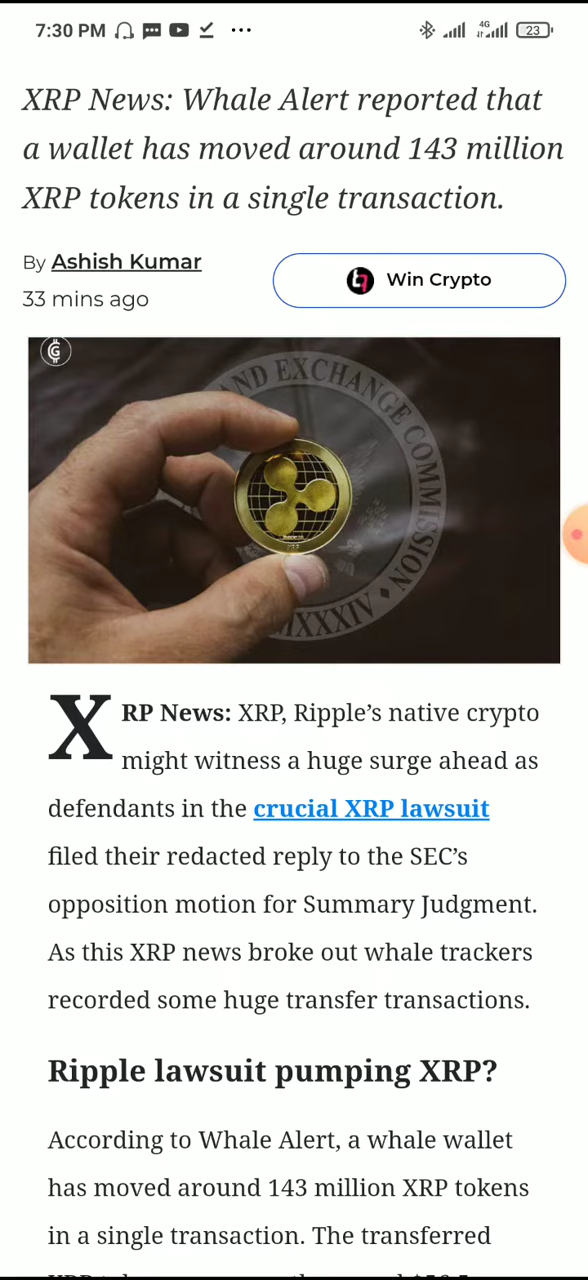 7:30 PM
4G
23
XRP News: Whale Alert reported that
a wallet has moved around 143 million
XRP tokens in a single transaction.
By Ashish Kumar
33 mins ago
Win Crypto
AND EXCHANGE COMMISSION
XRP News: XRP, Ripple’s native crypto
might witness a huge surge ahead as
defendants in the crucial XRP lawsuit
filed their redacted reply to the SEC’s
opposition motion for Summary Judgment.
As this XRP news broke out whale trackers
recorded some huge transfer transactions.
Ripple lawsuit pumping XRP?
According to Whale Alert, a whale wallet
has moved around 143 million XRP tokens
in a single transaction. The transferred